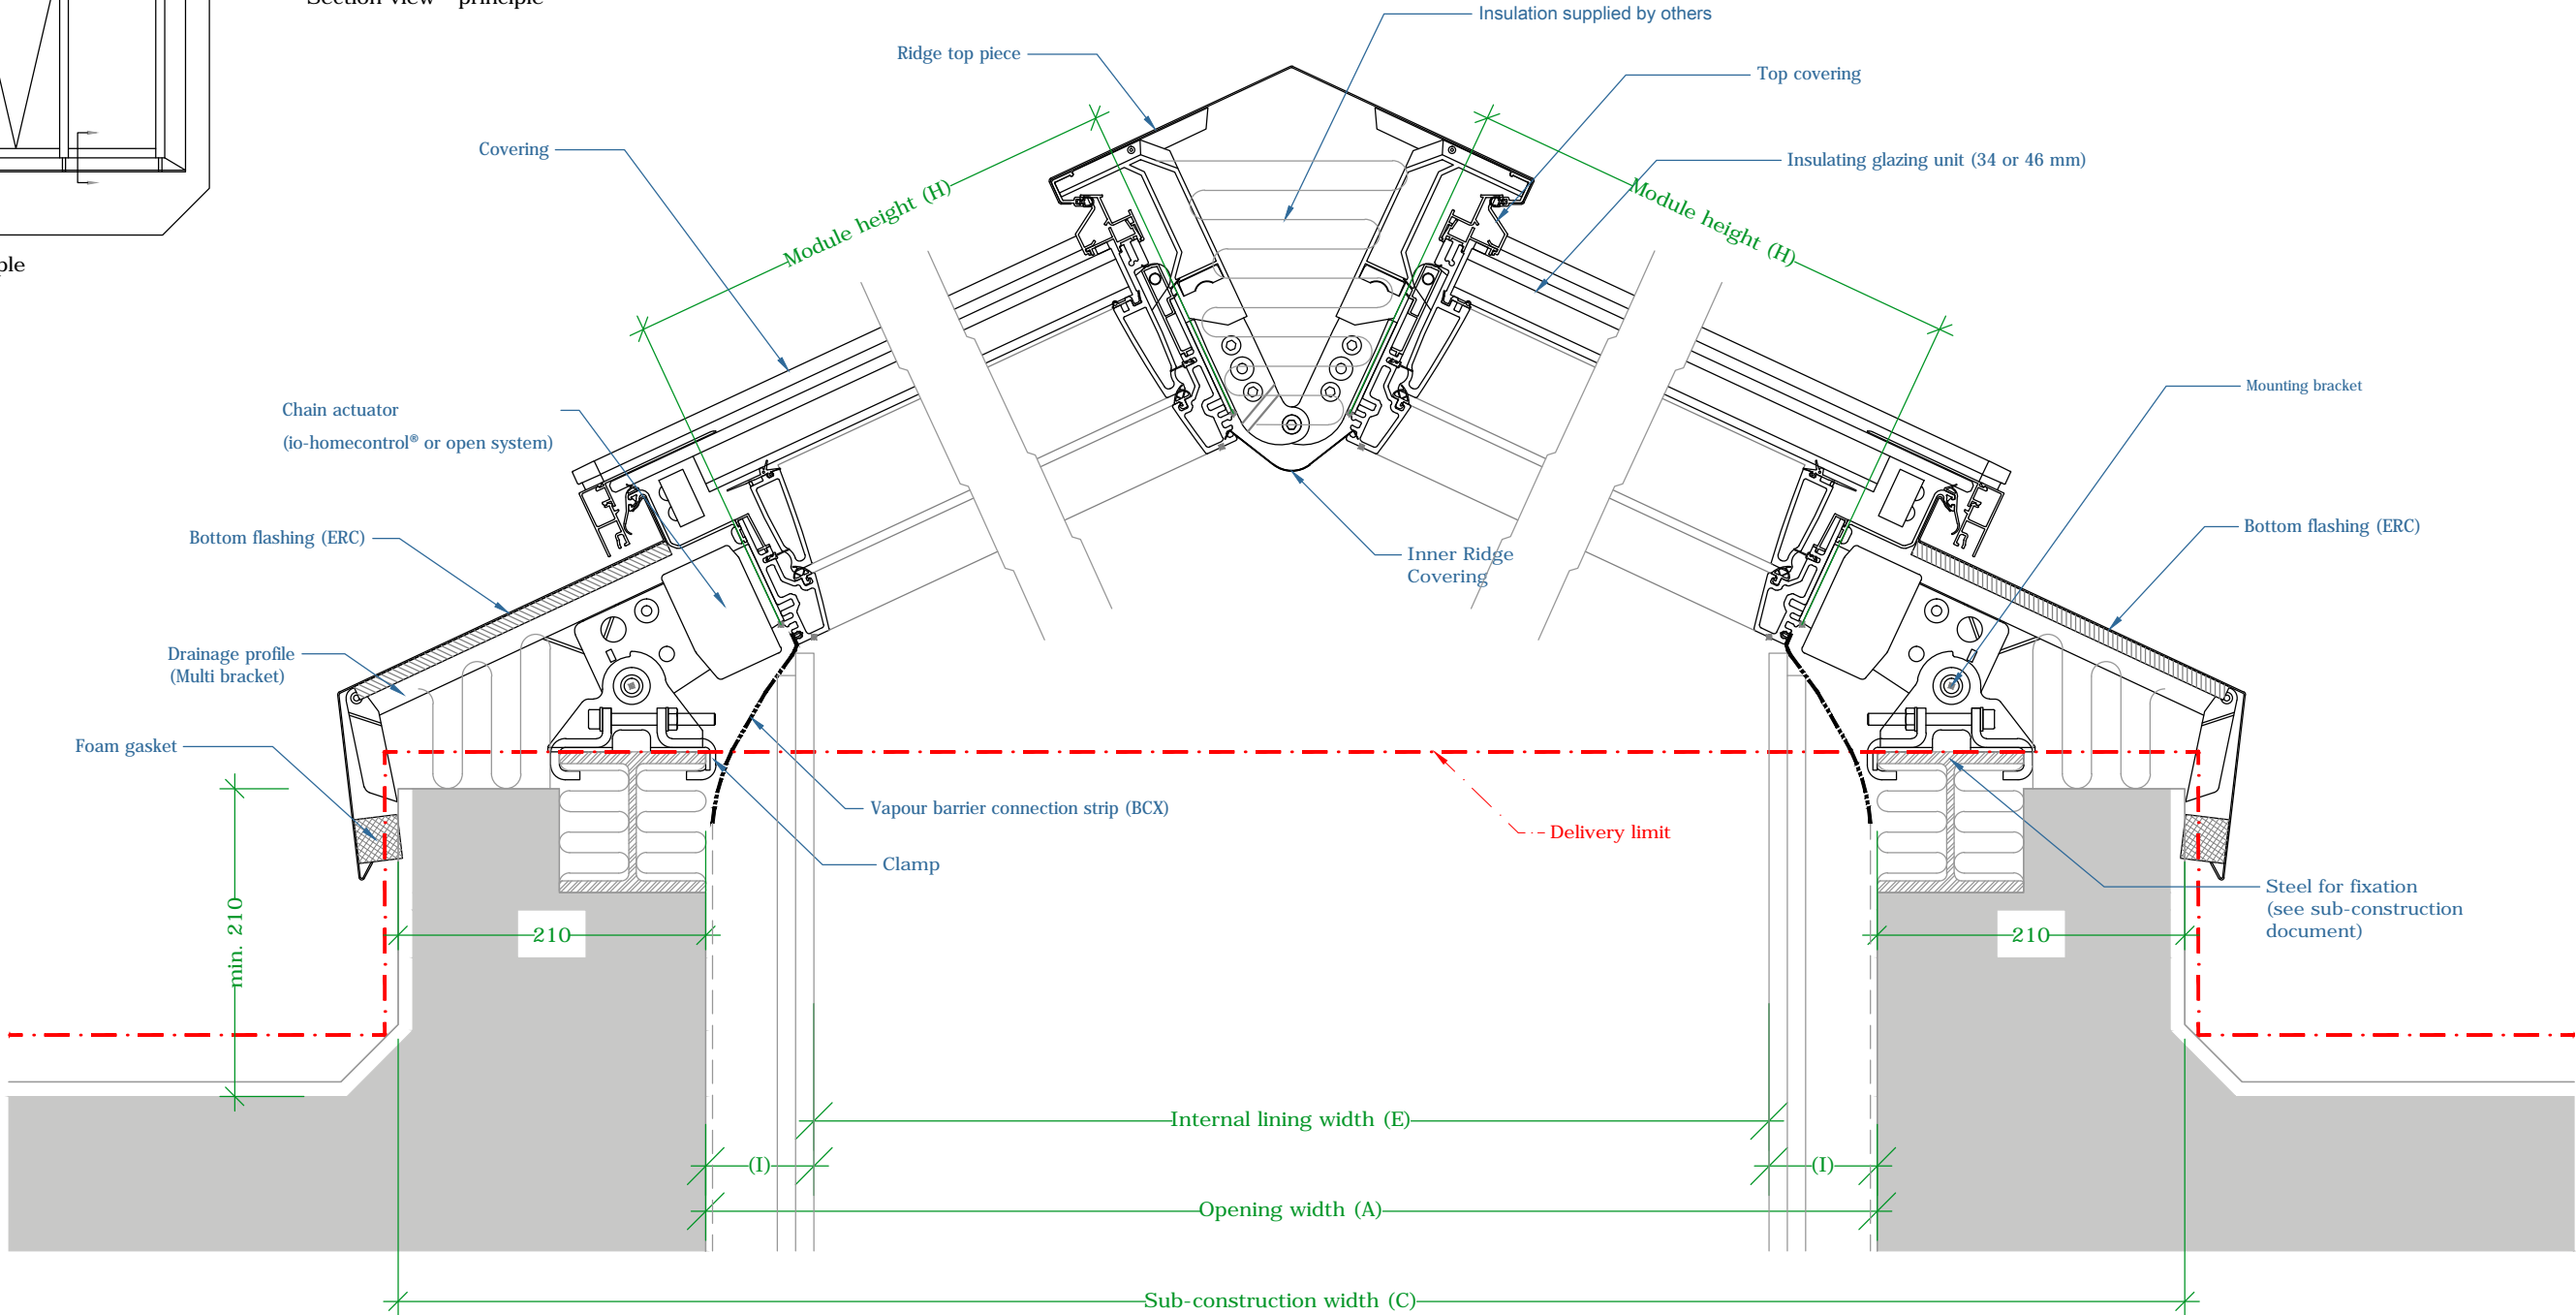 Section view - principle
Insulation supplied by others
Ridge top piece
Top covering
Covering
Insulating glazing unit (34 or 46 mm)
Module height (H)
Module height (H)
Mounting bracket
Chain actuator
(io-homecontrol® or open system)
Bottom flashing (ERC)
Bottom flashing (ERC)
Inner Ridge
Covering
Drainage profile
(Multi bracket)
Foam gasket
Vapour barrier connection strip (BCX)
Delivery limit
Clamp
Steel for fixation
(see sub-construction
document)
min. 210
210
210
Internal lining width (E)
(I)
(I)
Opening width (A)
Sub-construction width (C)